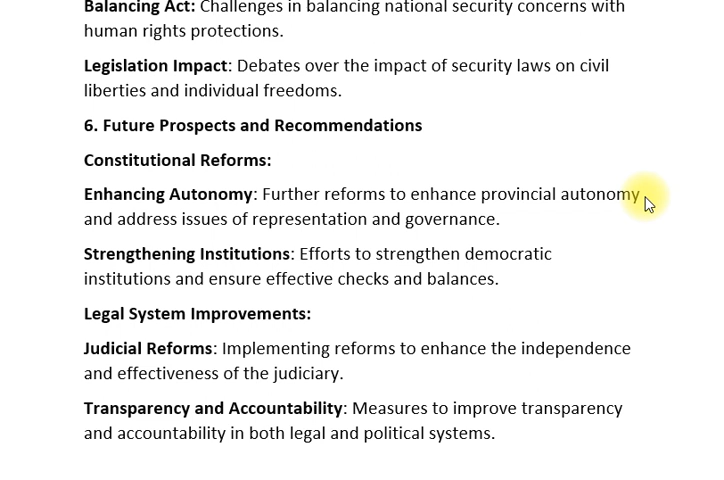 Balancing Act: Challenges in balancing national security concerns with
human rights protections.
Legislation Impact: Debates over the impact of security laws on civil
liberties and individual freedoms.
6. Future Prospects and Recommendations
Constitutional Reforms:
Enhancing Autonomy: Further reforms to enhance provincial autonomy
and address issues of representation and governance.
Strengthening Institutions: Efforts to strengthen democratic
institutions and ensure effective checks and balances.
Legal System Improvements:
Judicial Reforms: Implementing reforms to enhance the independence
and effectiveness of the judiciary.
Transparency and Accountability: Measures to improve transparency
and accountability in both legal and political systems.